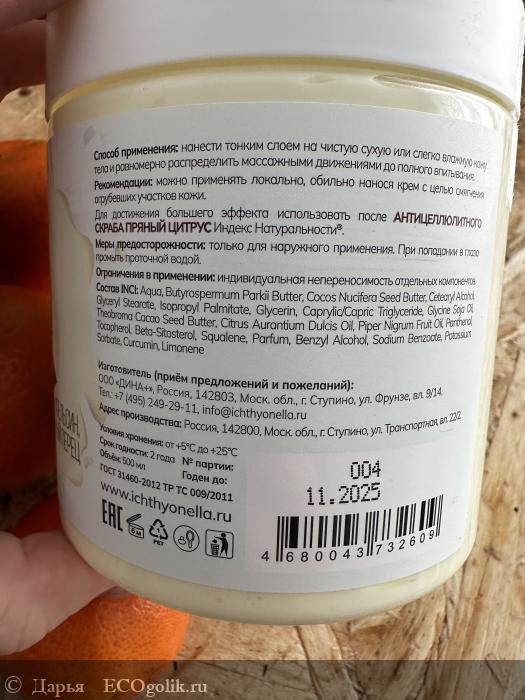 Способ применения: нанести тонким слоем на чистую сухую или слегка влажную кожу
тела и равномерно распределить массажными движениями до полного впитывания.
Рекомендации: можно применять локально, обильно нанося крем с целью смягчения
огрубевших участков кожи.
Для достижения большего эффекта использовать после АНТИЦЕЛЛЮЛИТНОГО
СКРАБА ПРЯНЫЙ ЦИТРУС Индекс Натуральности®.
Меры предосторожности: только для наружного применения. При попадании в глаза
промыть проточной водой.
Ограничения в применении: индивидуальная непереносимость отдельных компонентов.
Состав INCI: Aqua, Butyrospermum Parkii Butter, Cocos Nucifera Seed Butter, Cetearyl Alcohol,
Glyceryl Stearate, Isopropyl Palmitate, Glycerin, Caprylic/Capric Triglyceride, Glycine Soja Oil,
Theobroma Cacao Seed Butter, Citrus Aurantium Dulcis Oil, Piper Nigrum Fruit Oil, Panthenol,
Tocopherol, Beta-Sitosterol, Squalene, Parfum, Benzyl Alcohol, Sodium Benzoate, Potassium
Sorbate, Curcumin, Limonene
Изготовитель (приём предложений и пожеланий):
ООО «ДИНА+», Россия, 142803, Моск. обл., г. Ступино, ул. Фрунзе, вл. 9/14.
Тел.: +7 (495) 249-29-11, info@ichthyonella.ru
Адрес производства: Россия, 142800, Моск. обл., г. Ступино, ул. Транспортная, вл. 22/2.
Условия хранения: от +5°C до +25°C
Срок годности: 2 года № партии: 004
Объём: 500 мл Годен до: 11.2025
ГОСТ 31460-2012 ТР ТС 009/2011
www.ichthyonella.ru
EAC 6 M 1 PET
4 680043 732609
ПЕРЕЦ
Дарья ECOgolik.ru